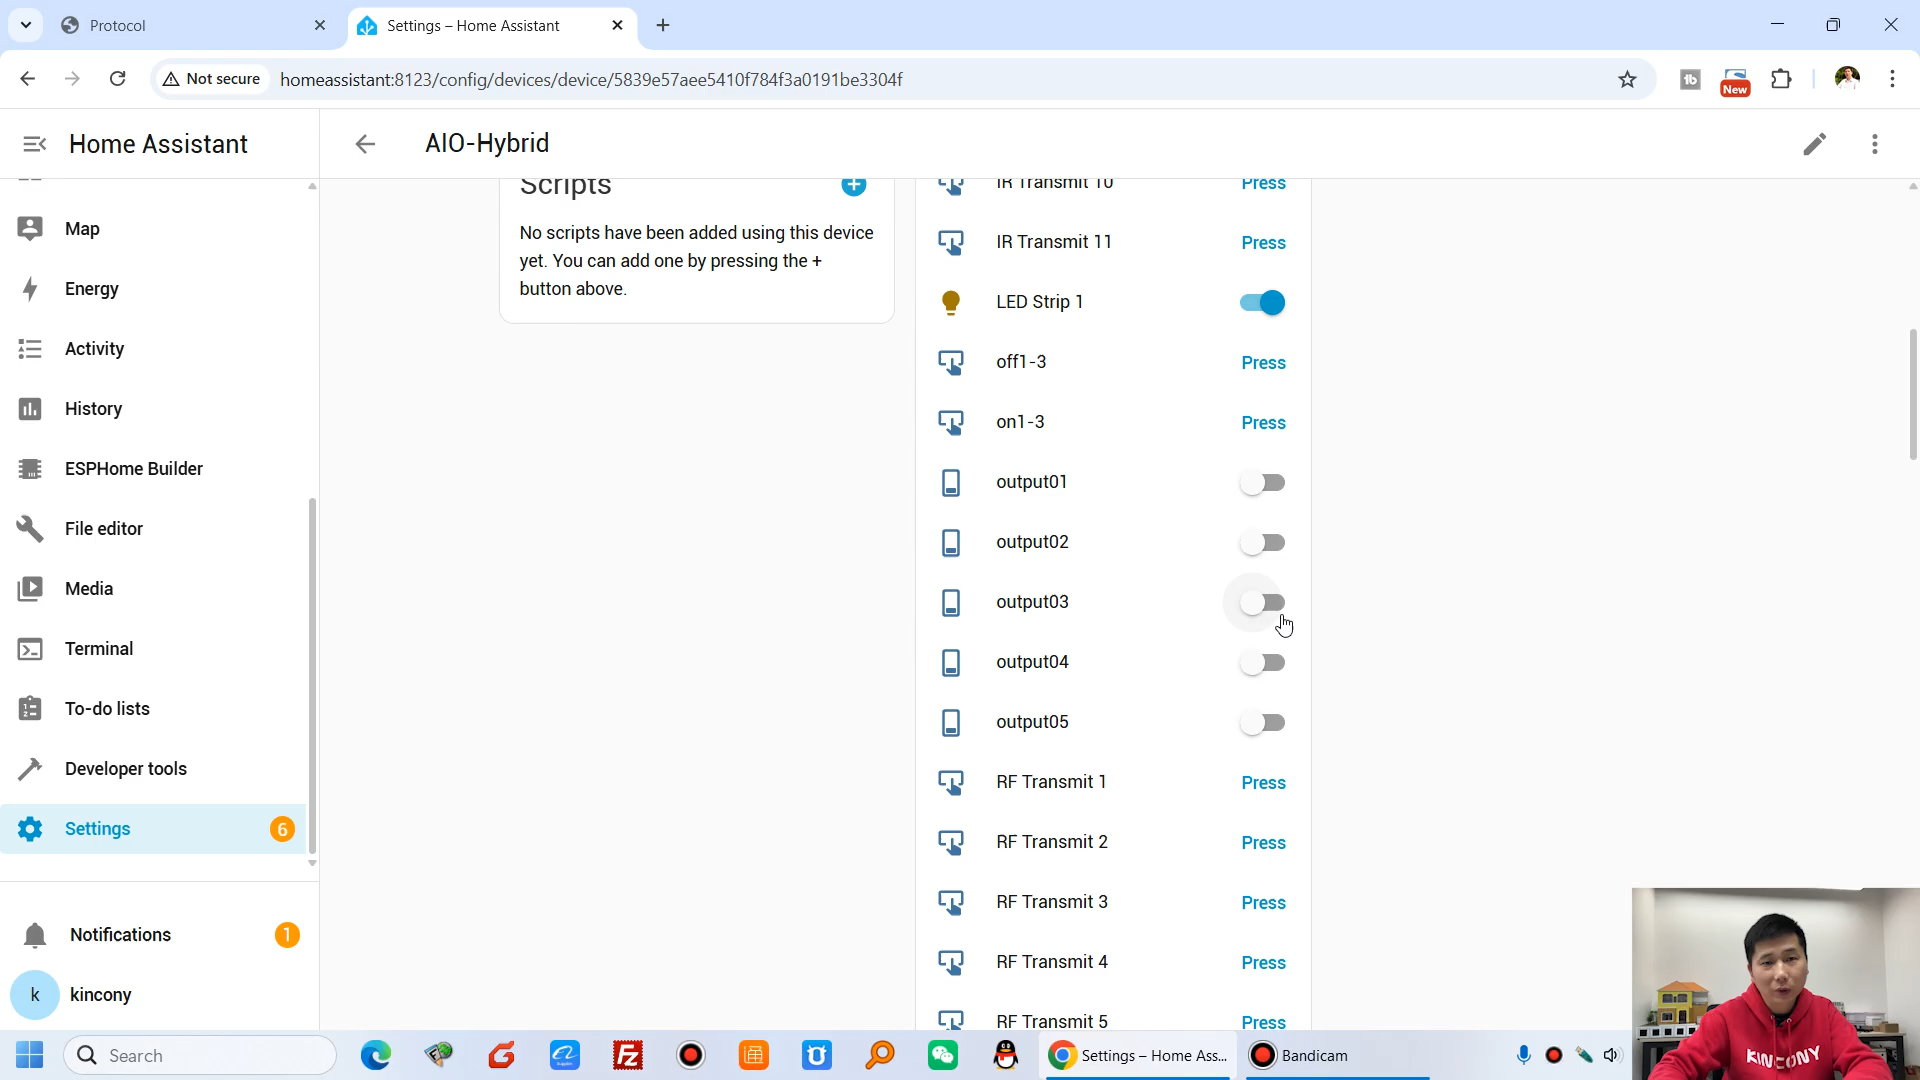 Protocol
Settings – Home Assistant
Not secure
homeassistant:8123/config/devices/device/5839e57aee5410f784f3a0191be3304f
New
Home Assistant
AIO-Hybrid
Map
Energy
Activity
History
ESPHome Builder
File editor
Media
Terminal
To-do lists
Developer tools
Settings
6
Notifications
1
k
kincony
Scripts
No scripts have been added using this device
yet. You can add one by pressing the +
button above.
IR Transmit 10
Press
IR Transmit 11
Press
LED Strip 1
off1-3
Press
on1-3
Press
output01
output02
output03
output04
output05
RF Transmit 1
Press
RF Transmit 2
Press
RF Transmit 3
Press
RF Transmit 4
Press
RF Transmit 5
Press
KINCONY
Search
Settings – Home Ass...
Bandicam